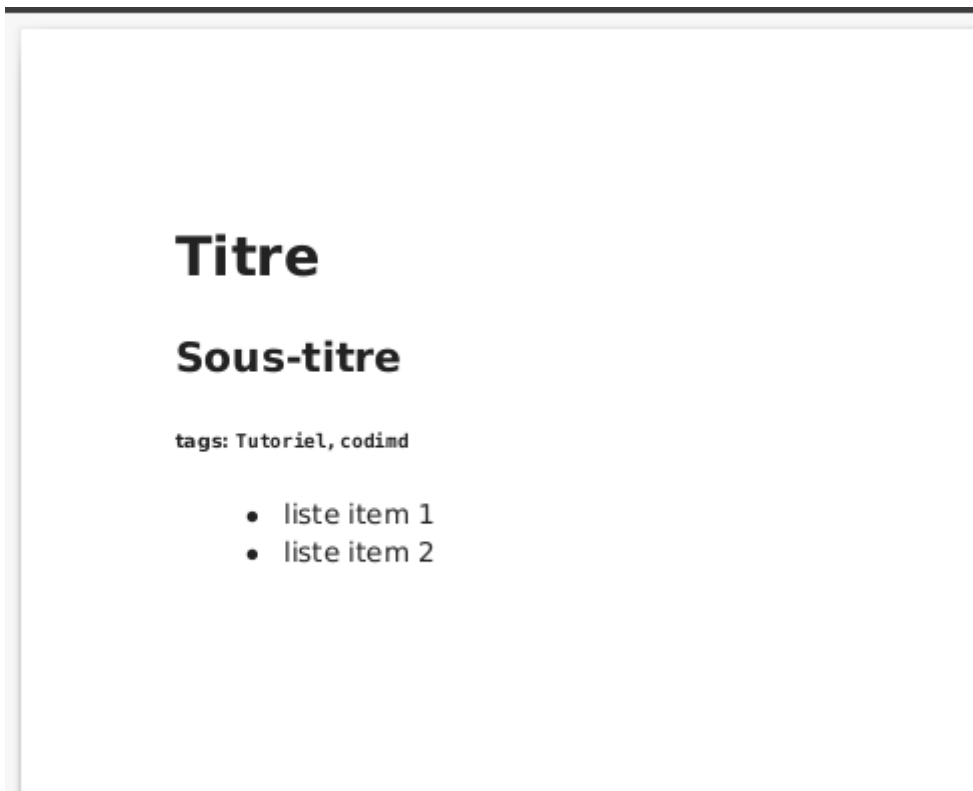 Titre
Sous-titre
tags: Tutoriel, codimd
liste item 1
liste item 2